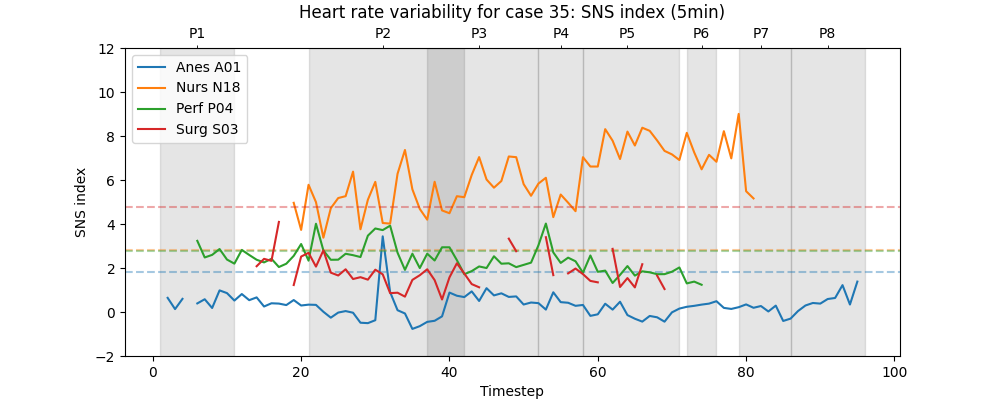 Heart rate variability for case 35: SNS index (5min)
P1 P2 P3 P4 P5 P6 P7 P8
12
10
8
6
4
2
0
−2
SNS index
Anes A01
Nurs N18
Perf P04
Surg S03
0 20 40 60 80 100
Timestep